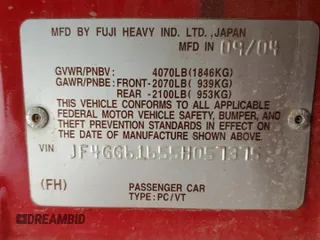 MFD BY FUJI HEAVY IND. LTD., JAPAN
MFD IN 09/04
GVWR/PNBV: 4070LB(1846KG)
GAWR/PNBE: FRONT-2070LB( 939KG)
REAR -2100LB( 953KG)
THIS VEHICLE CONFORMS TO ALL APPLICABLE
FEDERAL MOTOR VEHICLE SAFETY, BUMPER, AND
THEFT PREVENTION STANDARDS IN EFFECT ON THE
DATE OF MANUFACTURE SHOWN ABOVE.
VIN:
(FH)
PASSENGER CAR
TYPE: PC/VT
DREAMBID